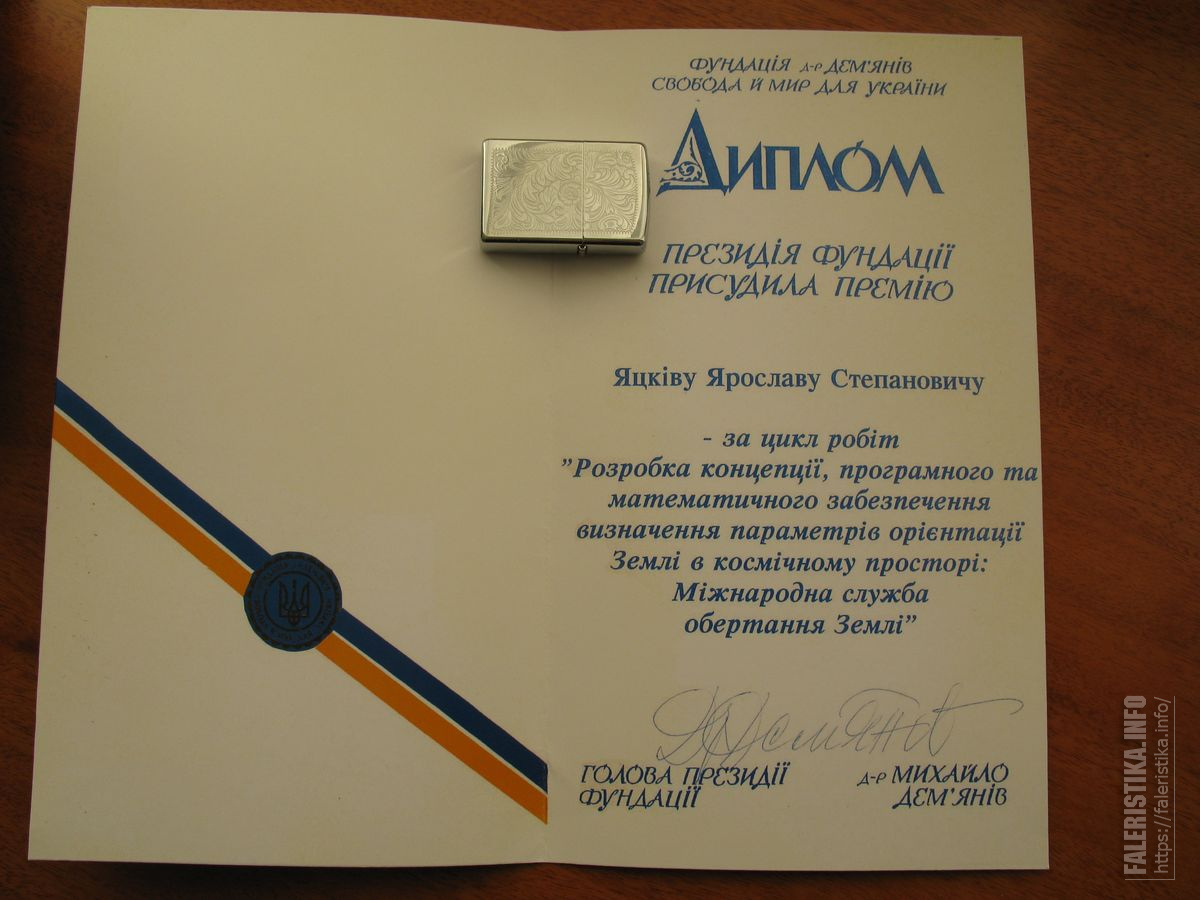 ФУНДАЦІЯ Д-Р ДЕМ'ЯНІВ
СВОБОДА Й МИР ДЛЯ УКРАЇНИ
ДИПЛОМ
ПРЕЗИДІЯ ФУНДАЦІЇ
ПРИСУДИЛА ПРЕМІЮ
Яцківу Ярославу Степановичу
- за цикл робіт
"Розробка концепції, програмного та
математичного забезпечення
визначення параметрів орієнтації
Землі в космічному просторі:
Міжнародна служба
обертання Землі"
ГОЛОВА ПРЕЗИДІЇ
ФУНДАЦІЇ
Д-Р МИХАЙЛО
ДЕМ'ЯНІВ
FALERISTIKA.INFO
https://faleristika.info/